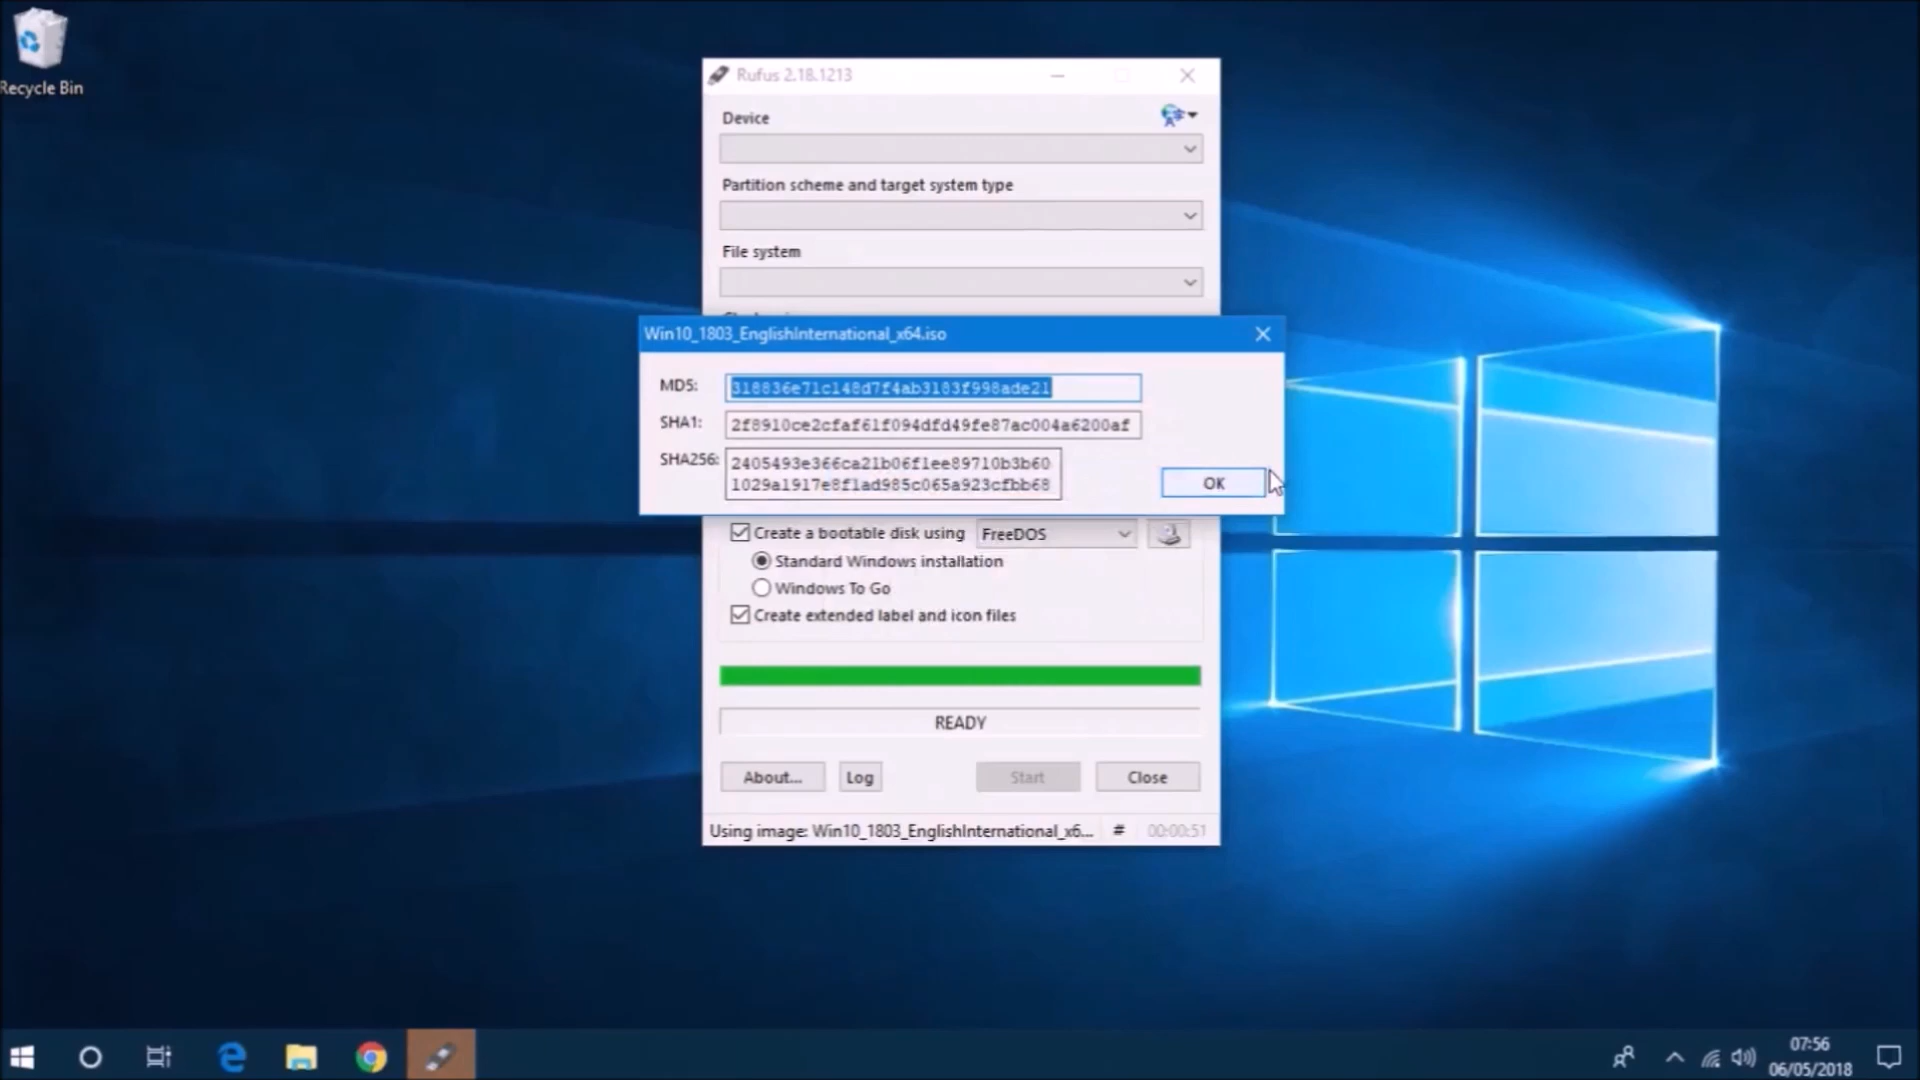 Recycle Bin
Rufus 2.18.1213
Device
Partition scheme and target system type
File system
Win10_1803_EnglishInternational_x64.iso
MD5: 318836e71c148d7f4ab3183f998ade21
SHA1: 2f8910ce2cfaf61f094dfd49fe87ac004a6200af
SHA256: 2405493e366ca21b06f1ee89710b3b60
1029a1917e8f1ad985c065a923cfbb68
OK
Create a bootable disk using FreeDOS
Standard Windows installation
Windows To Go
Create extended label and icon files
READY
About... Log Start Close
Using image: Win10_1803_EnglishInternational_x6... # 00:00:51
07:56
06/05/2018